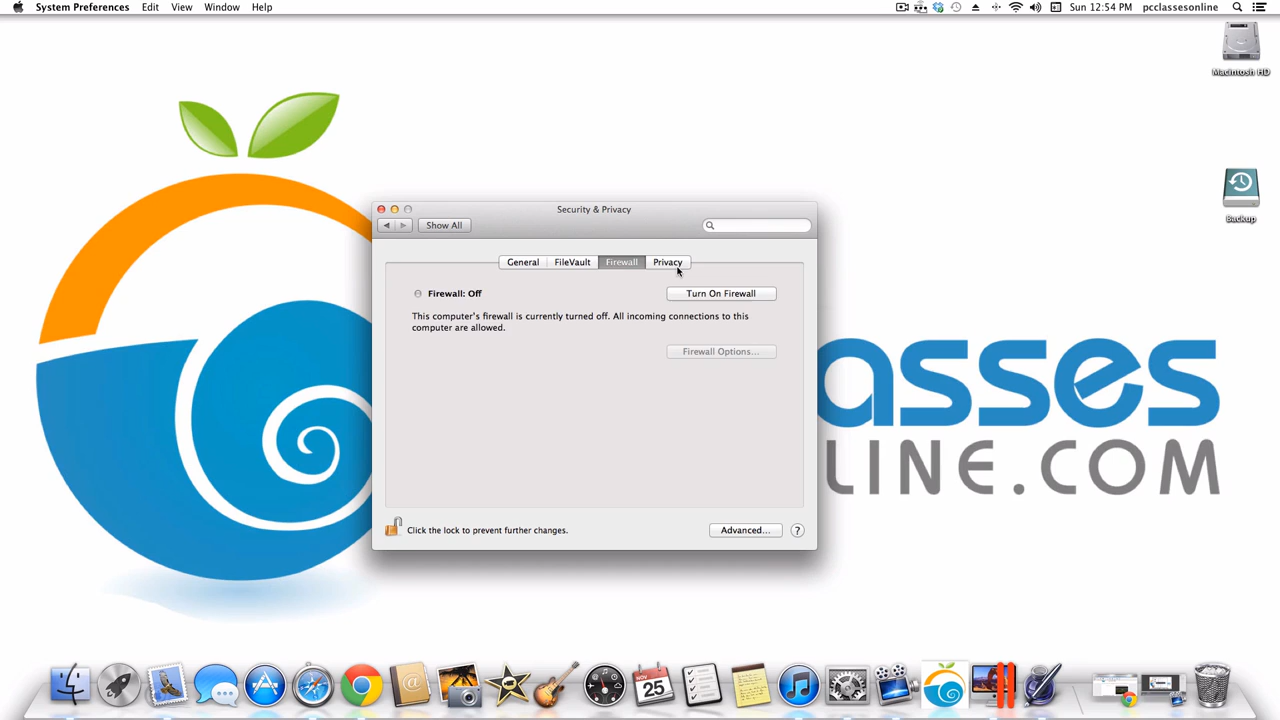 System Preferences Edit View Window Help
Sun 12:54 PM pcclassesonline
Macintosh HD
Backup
Security & Privacy
Show All
General FileVault Firewall Privacy
Firewall: Off
Turn On Firewall
This computer's firewall is currently turned off. All incoming connections to this
computer are allowed.
Firewall Options...
Click the lock to prevent further changes.
Advanced...
?
asses
LINE.COM
NOV
25